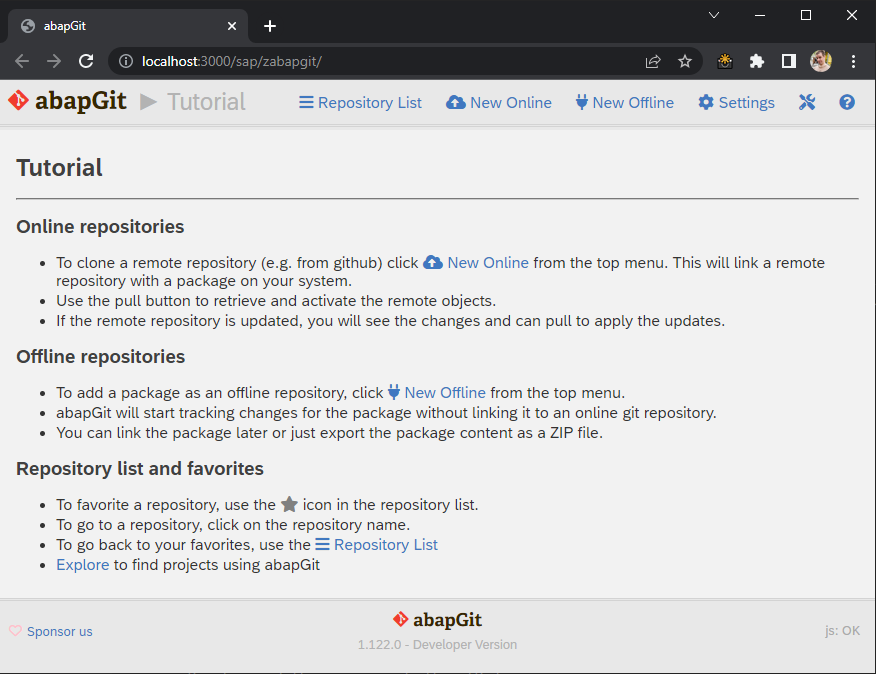 abapGit
localhost:3000/sap/zabapgit/
abapGit Tutorial Repository List New Online New Offline Settings
Tutorial
Online repositories
To clone a remote repository (e.g. from github) click New Online from the top menu. This will link a remote
repository with a package on your system.
Use the pull button to retrieve and activate the remote objects.
If the remote repository is updated, you will see the changes and can pull to apply the updates.
Offline repositories
To add a package as an offline repository, click New Offline from the top menu.
abapGit will start tracking changes for the package without linking it to an online git repository.
You can link the package later or just export the package content as a ZIP file.
Repository list and favorites
To favorite a repository, use the icon in the repository list.
To go to a repository, click on the repository name.
To go back to your favorites, use the Repository List
Explore to find projects using abapGit
abapGit
Sponsor us
js: OK
1.122.0 - Developer Version